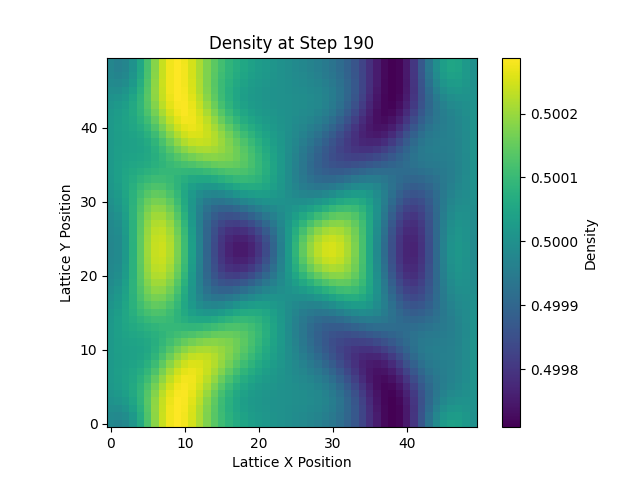 Density at Step 190
Lattice Y Position
40
30
20
10
0
0 10 20 30 40
Lattice X Position
0.5002
0.5001
0.5000
0.4999
0.4998
Density